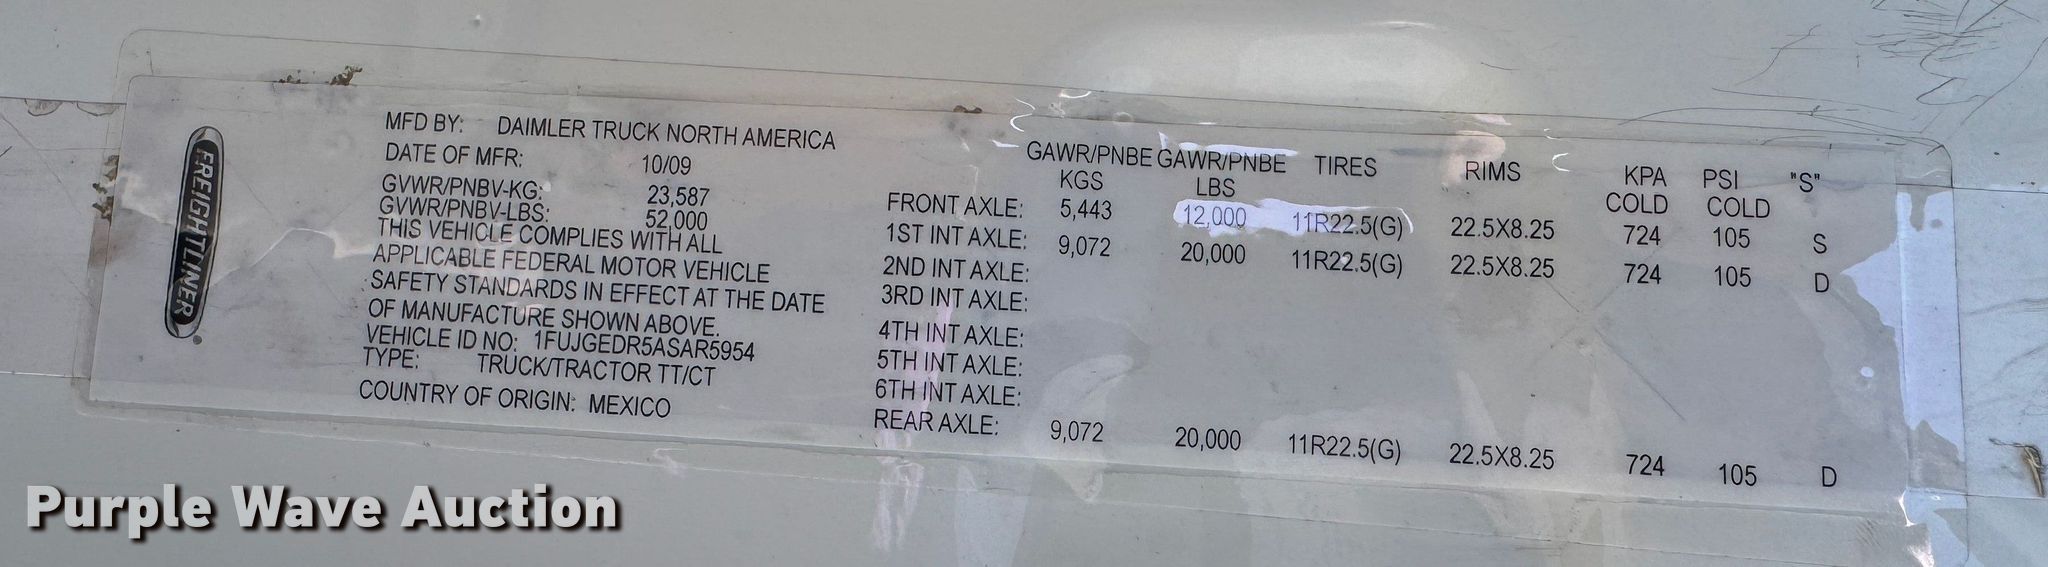 FREIGHTLINER
MFD BY: DAIMLER TRUCK NORTH AMERICA
DATE OF MFR: 10/09
GVWR/PNBV-KG: 23,587
GVWR/PNBV-LBS: 52,000
THIS VEHICLE COMPLIES WITH ALL
APPLICABLE FEDERAL MOTOR VEHICLE
SAFETY STANDARDS IN EFFECT AT THE DATE
OF MANUFACTURE SHOWN ABOVE.
VEHICLE ID NO: 1FUJGEDR5ASAR5954
TYPE: TRUCK/TRACTOR TT/CT
COUNTRY OF ORIGIN: MEXICO
GAWR/PNBE GAWR/PNBE TIRES RIMS KPA PSI "S"
KGS LBS COLD COLD
FRONT AXLE: 5,443 12,000 11R22.5(G) 22.5X8.25 724 105 S
1ST INT AXLE: 9,072 20,000 11R22.5(G) 22.5X8.25 724 105 D
2ND INT AXLE:
3RD INT AXLE:
4TH INT AXLE:
5TH INT AXLE:
6TH INT AXLE:
REAR AXLE: 9,072 20,000 11R22.5(G) 22.5X8.25 724 105 D
Purple Wave Auction